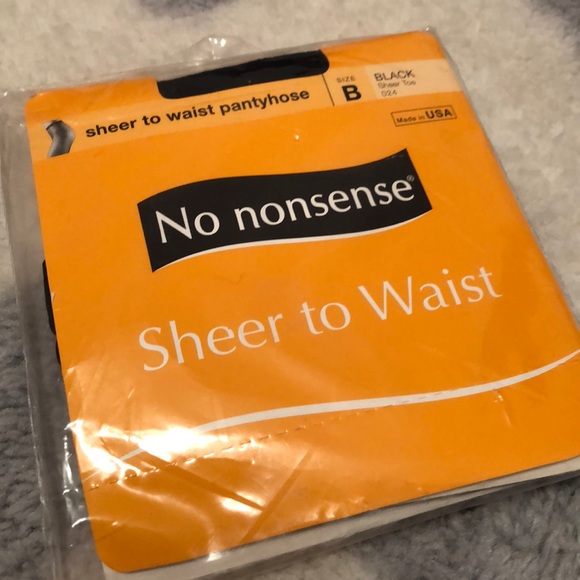 sheer to waist pantyhose
SIZE
B
BLACK
Sheer Toe
024
Made in USA
No nonsense®
Sheer to Waist